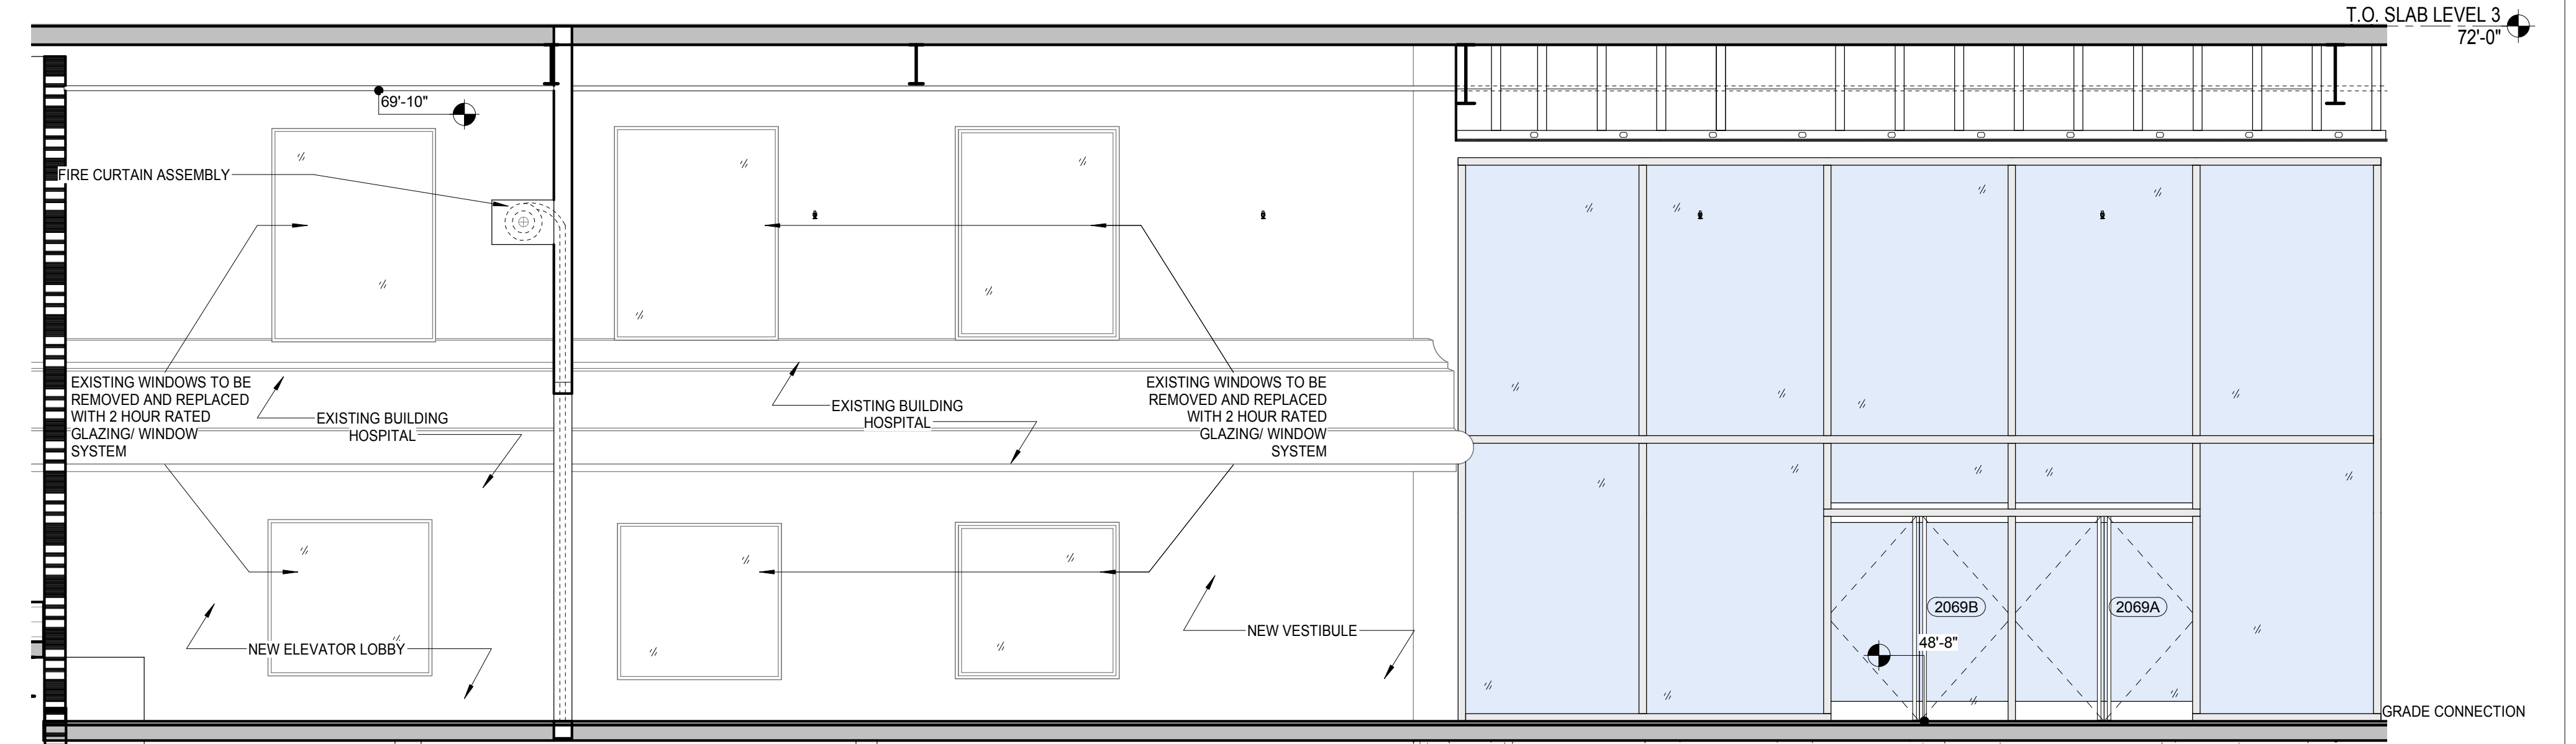 T.O. SLAB LEVEL 3
72'-0"
69'-10"
FIRE CURTAIN ASSEMBLY
EXISTING WINDOWS TO BE
REMOVED AND REPLACED
WITH 2 HOUR RATED
GLAZING/ WINDOW
SYSTEM
EXISTING BUILDING
HOSPITAL
EXISTING BUILDING
HOSPITAL
EXISTING WINDOWS TO BE
REMOVED AND REPLACED
WITH 2 HOUR RATED
GLAZING/ WINDOW
SYSTEM
NEW ELEVATOR LOBBY
NEW VESTIBULE
2069B
2069A
48'-8"
GRADE CONNECTION